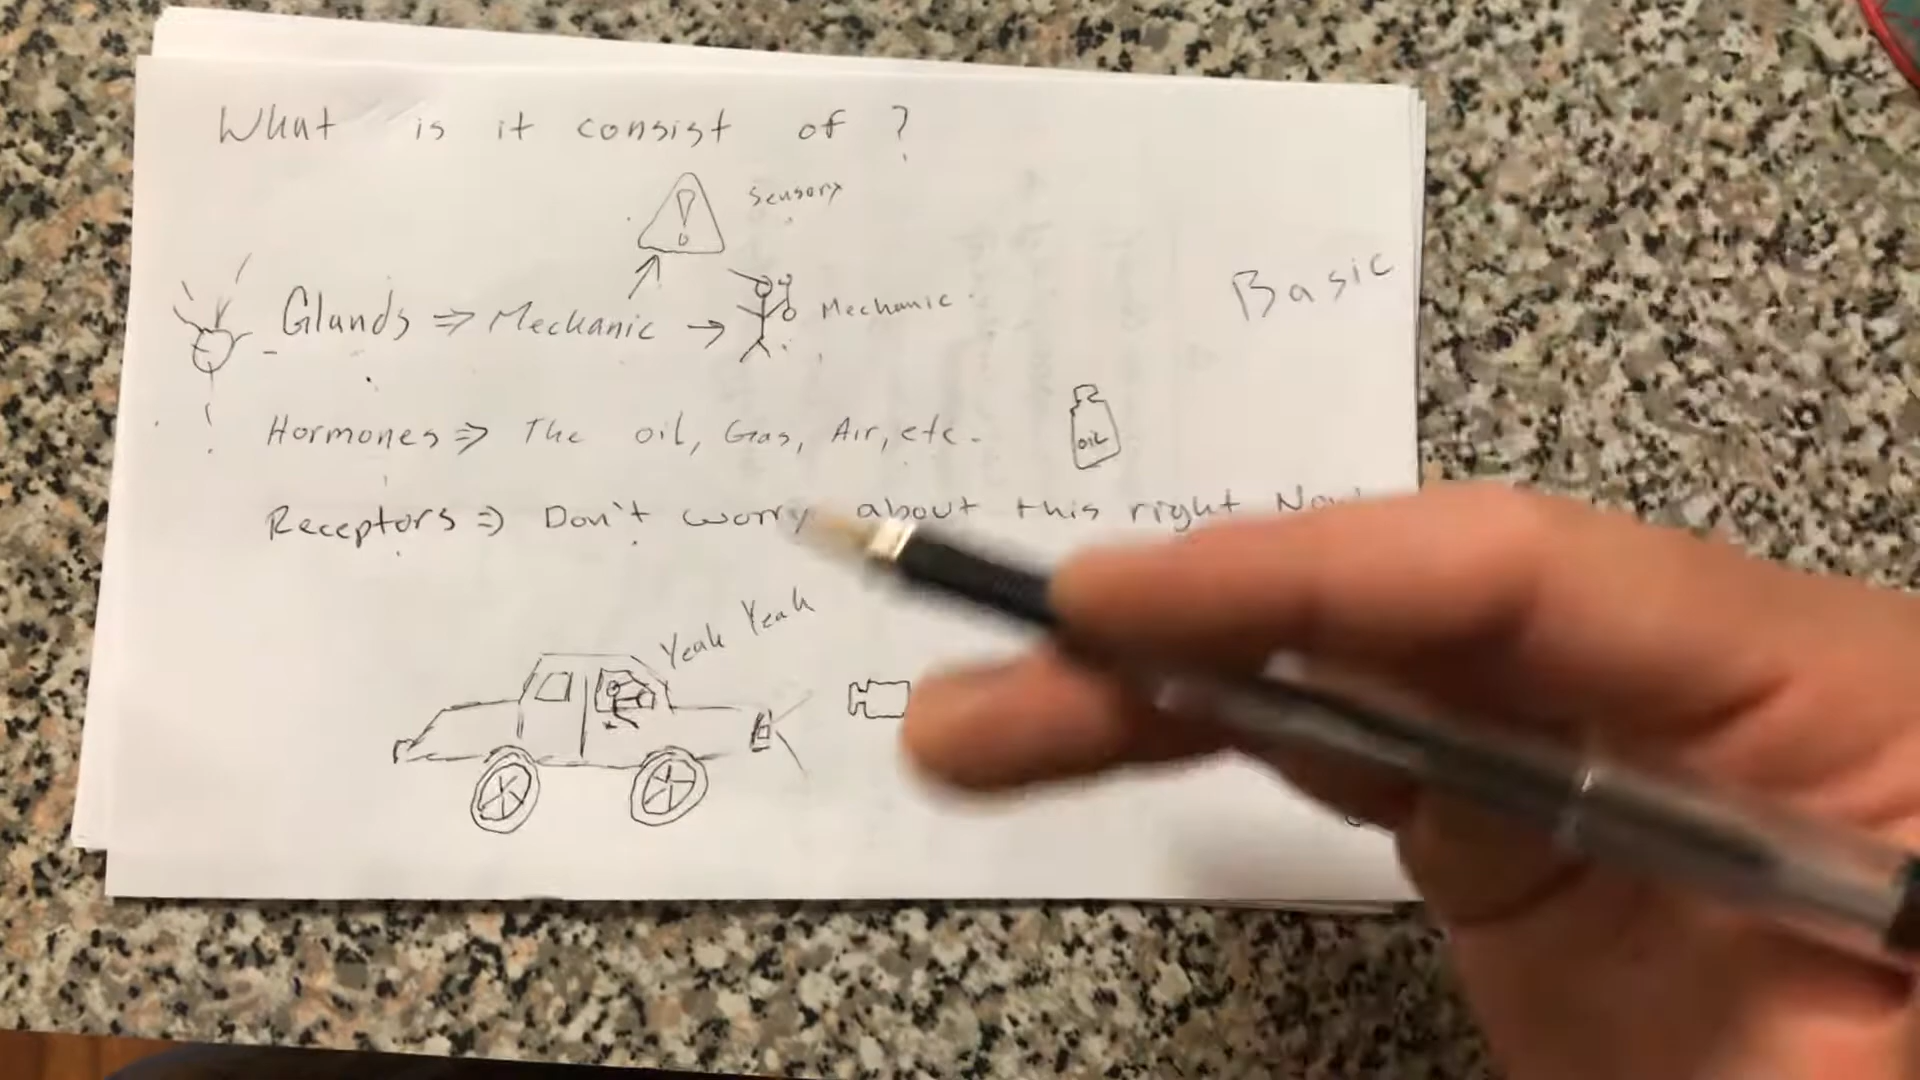 What is it consist of ?
Sensory
Glands ⇒ Mechanic → Mechanic
Basic
Hormones ⇒ The oil, Gas, Air, etc.
OIL
Receptors ⇒ Don't worry about this right Now
Yeah Yeah